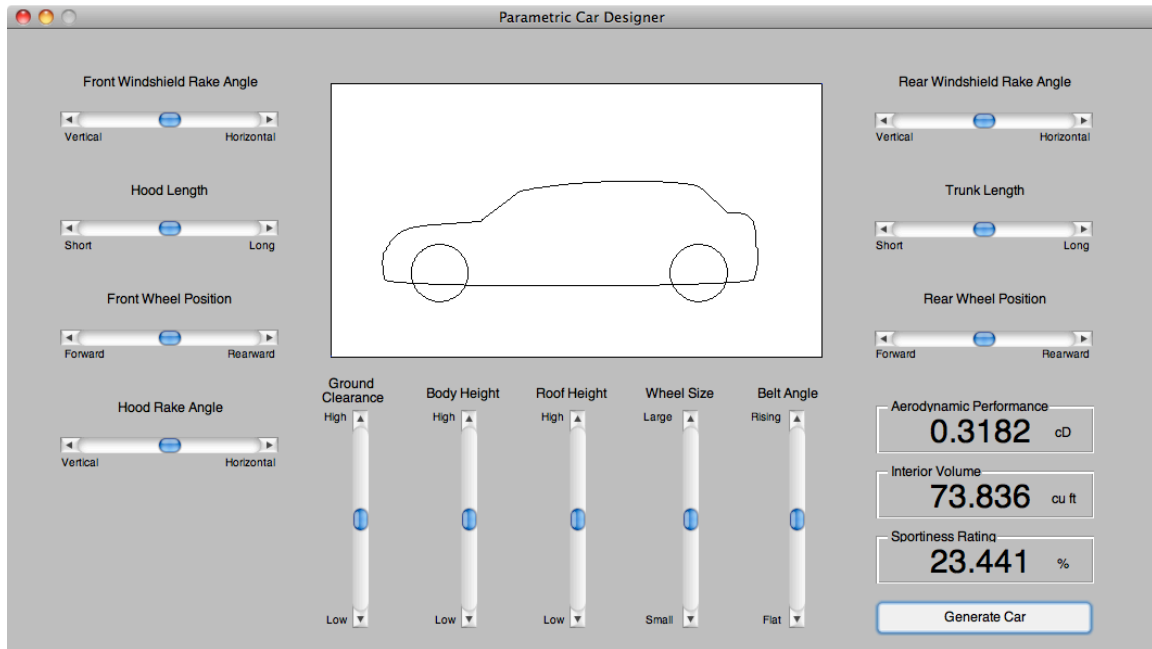 Parametric Car Designer
Front Windshield Rake Angle
Vertical Horizontal
Hood Length
Short Long
Front Wheel Position
Forward Rearward
Hood Rake Angle
Vertical Horizontal
Ground
Clearance
High
Low
Body Height
High
Low
Roof Height
High
Low
Wheel Size
Large
Small
Belt Angle
Rising
Flat
Rear Windshield Rake Angle
Vertical Horizontal
Trunk Length
Short Long
Rear Wheel Position
Forward Rearward
Aerodynamic Performance
0.3182 cD
Interior Volume
73.836 cu ft
Sportiness Rating
23.441 %
Generate Car